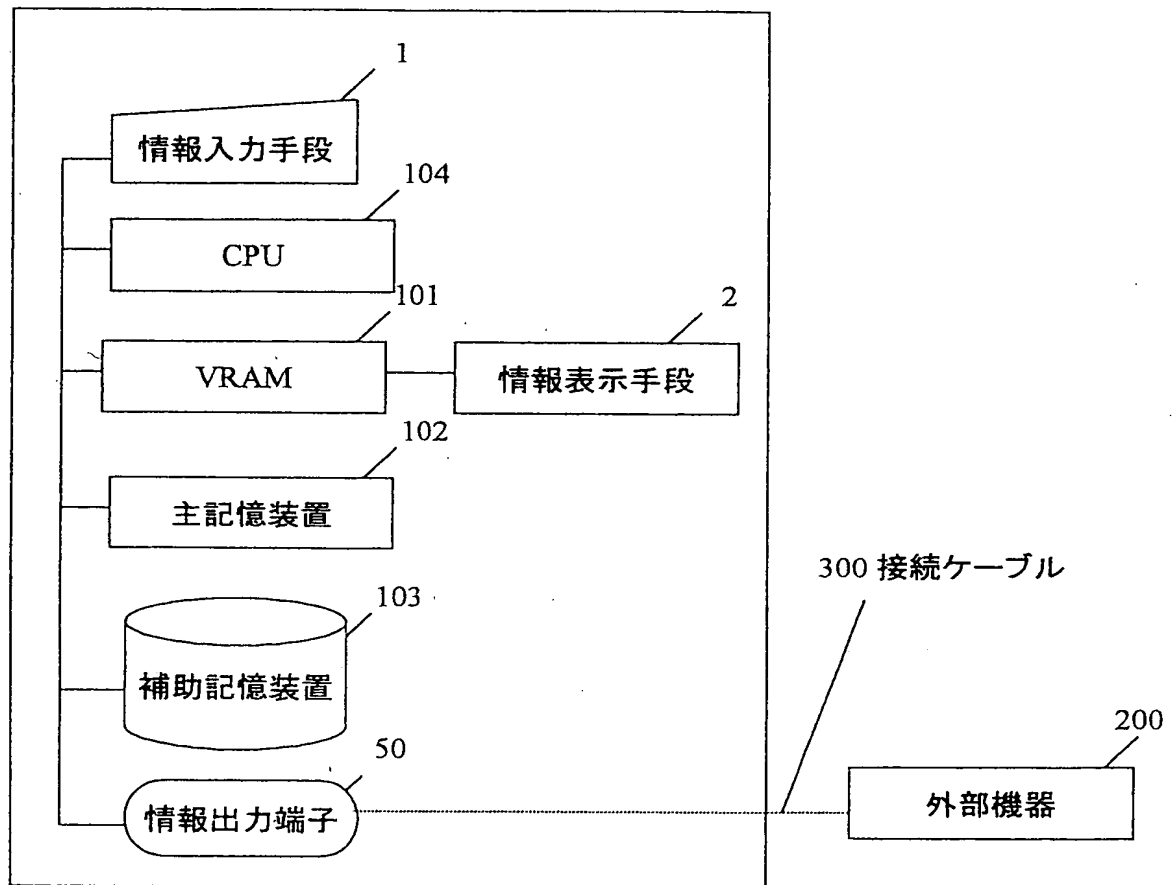 1
情報入力手段
104
CPU
101
VRAM
2
情報表示手段
102
主記憶装置
300 接続ケーブル
103
補助記憶装置
200
外部機器
50
情報出力端子